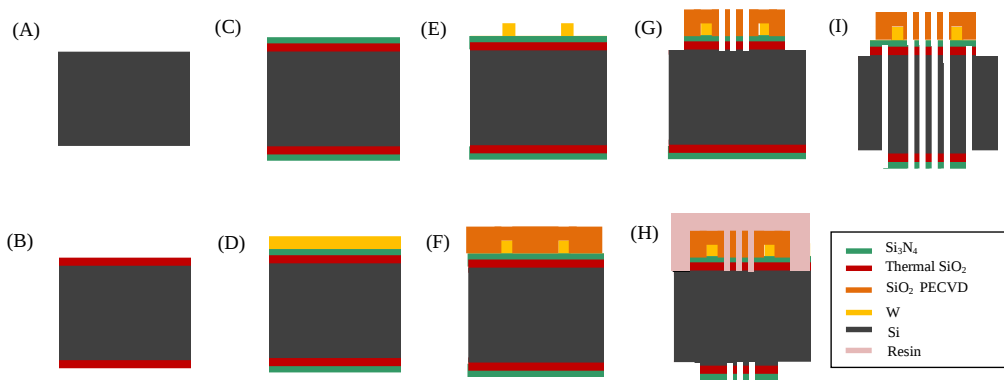 (A)
(C)
(E)
(G)
(I)
(B)
(D)
(F)
(H)
Si₃N₄
Thermal SiO₂
SiO₂ PECVD
W
Si
Resin